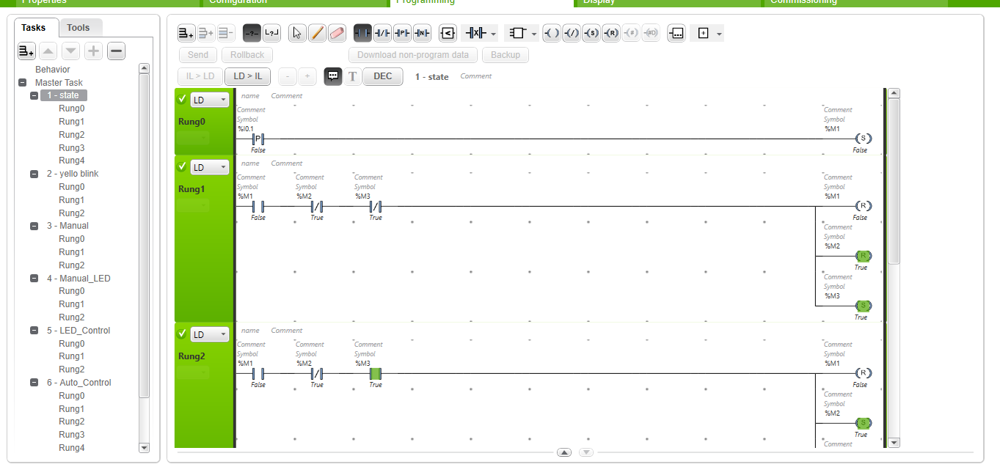 Properties Configuration Programming Display Commissioning
Tasks Tools
Behavior
Master Task
1 - state
Rung0
Rung1
Rung2
Rung3
Rung4
2 - yello blink
Rung0
Rung1
Rung2
3 - Manual
Rung0
Rung1
Rung2
4 - Manual_LED
Rung0
Rung1
Rung2
5 - LED_Control
Rung0
Rung1
Rung2
6 - Auto_Control
Rung0
Rung1
Rung2
Rung3
Rung4
Send Rollback Download non-program data Backup
IL > LD LD > IL - + T DEC 1 - state Comment
LD name Comment
Comment Comment
Symbol Symbol
Rung0 %I0.1 %M1
P S
False False
LD name Comment
Comment Comment Comment Comment
Symbol Symbol Symbol Symbol
Rung1 %M1 %M2 %M3 %M1
R
False True True False
Comment
Symbol
%M2
R
True
Comment
Symbol
%M3
S
True
LD name Comment
Comment Comment Comment Comment
Symbol Symbol Symbol Symbol
Rung2 %M1 %M2 %M3 %M1
R
False True True False
Comment
Symbol
%M2
S
True
Comment